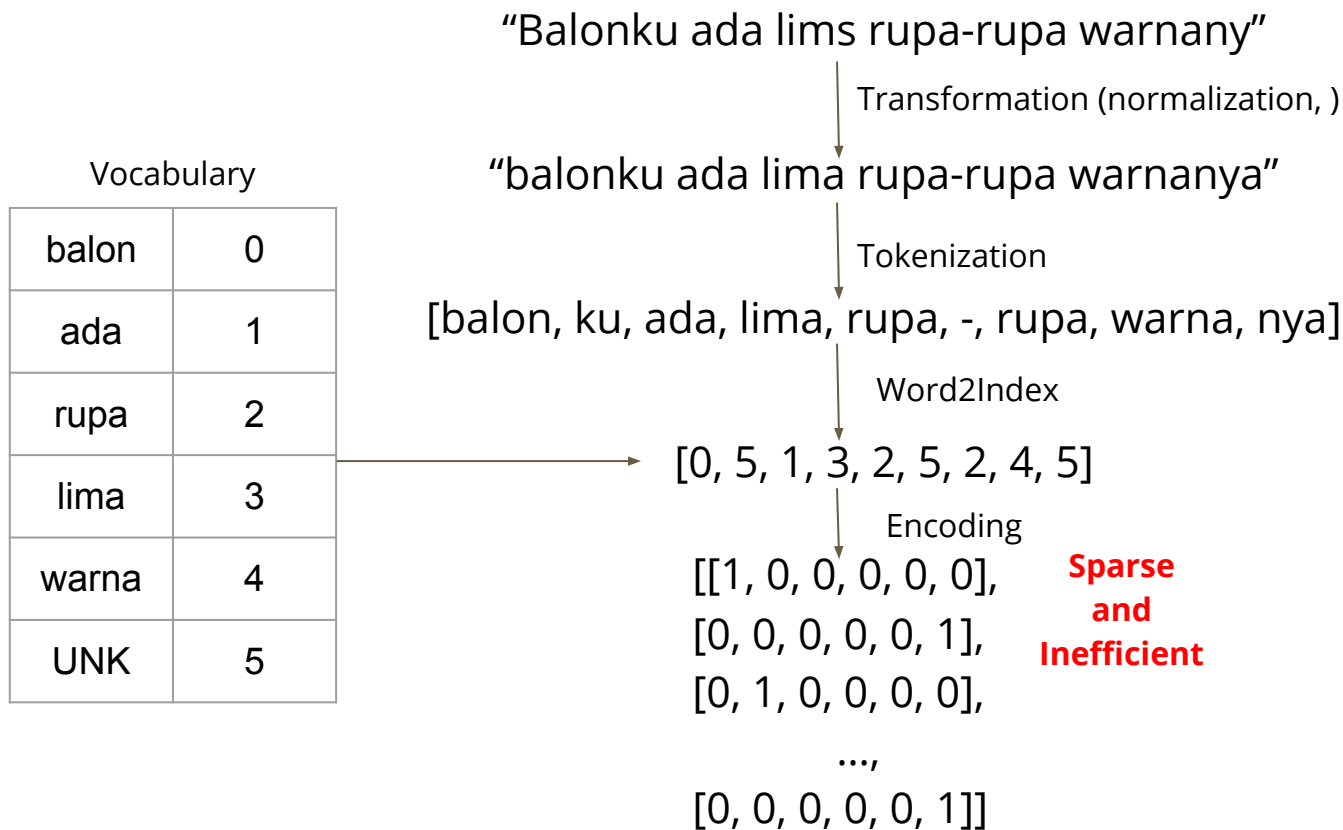 “Balonku ada lims rupa-rupa warnany”
Transformation (normalization, )
“balonku ada lima rupa-rupa warnanya”
Tokenization
[balon, ku, ada, lima, rupa, -, rupa, warna, nya]
Word2Index
Vocabulary
balon 0
ada 1
rupa 2
lima 3
warna 4
UNK 5
[0, 5, 1, 3, 2, 5, 2, 4, 5]
Encoding
[[1, 0, 0, 0, 0, 0],
[0, 0, 0, 0, 0, 1],
[0, 1, 0, 0, 0, 0],
...,
[0, 0, 0, 0, 0, 1]]
Sparse
and
Inefficient